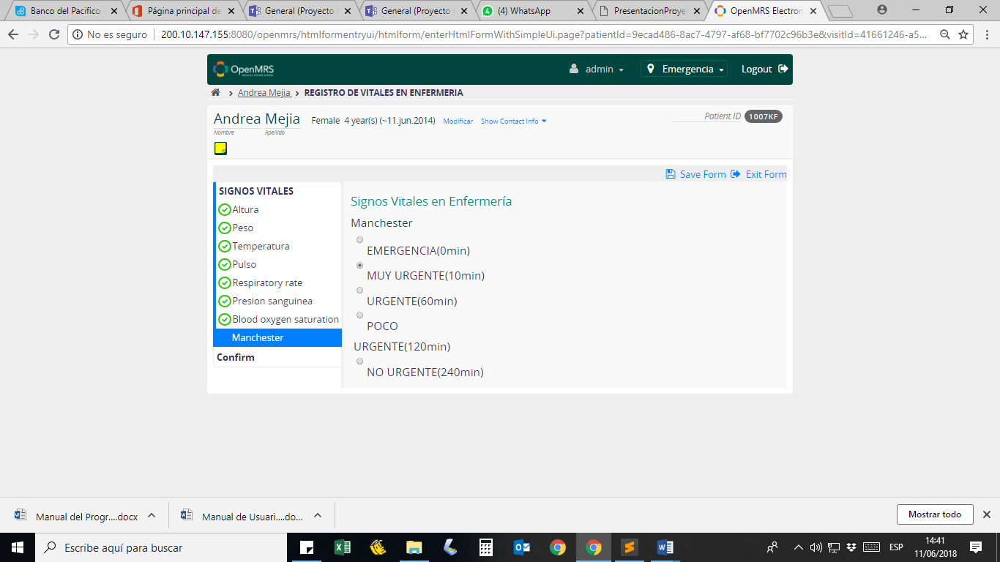 Banco del Pacifico - Página principal de General (Proyecto General (Proyecto (4) WhatsApp PresentacionProye OpenMRS Electron
No es seguro 200.10.147.155:8080/openmrs/htmlformentryui/htmlform/enterHtmlFormWithSimpleUi.page?patientId=9ecad486-8ac7-4797-af68-bf7702c96b3e&visitId=41661246-a5...
OpenMRS admin Emergencia Logout
Andrea Mejia REGISTRO DE VITALES EN ENFERMERIA
Andrea Mejia Female 4 year(s) (~11.jun.2014) Modificar Show Contact Info Patient ID 1007KF
Nombre Apellido
Save Form Exit Form
SIGNOS VITALES
Altura
Peso
Temperatura
Pulso
Respiratory rate
Presion sanguinea
Blood oxygen saturation
Manchester
Confirm
Signos Vitales en Enfermería
Manchester
EMERGENCIA(0min)
MUY URGENTE(10min)
URGENTE(60min)
POCO
URGENTE(120min)
NO URGENTE(240min)
Manual del Progr....docx Manual de Usuari....do... Mostrar todo
Escribe aquí para buscar ESP 14:41
11/06/2018